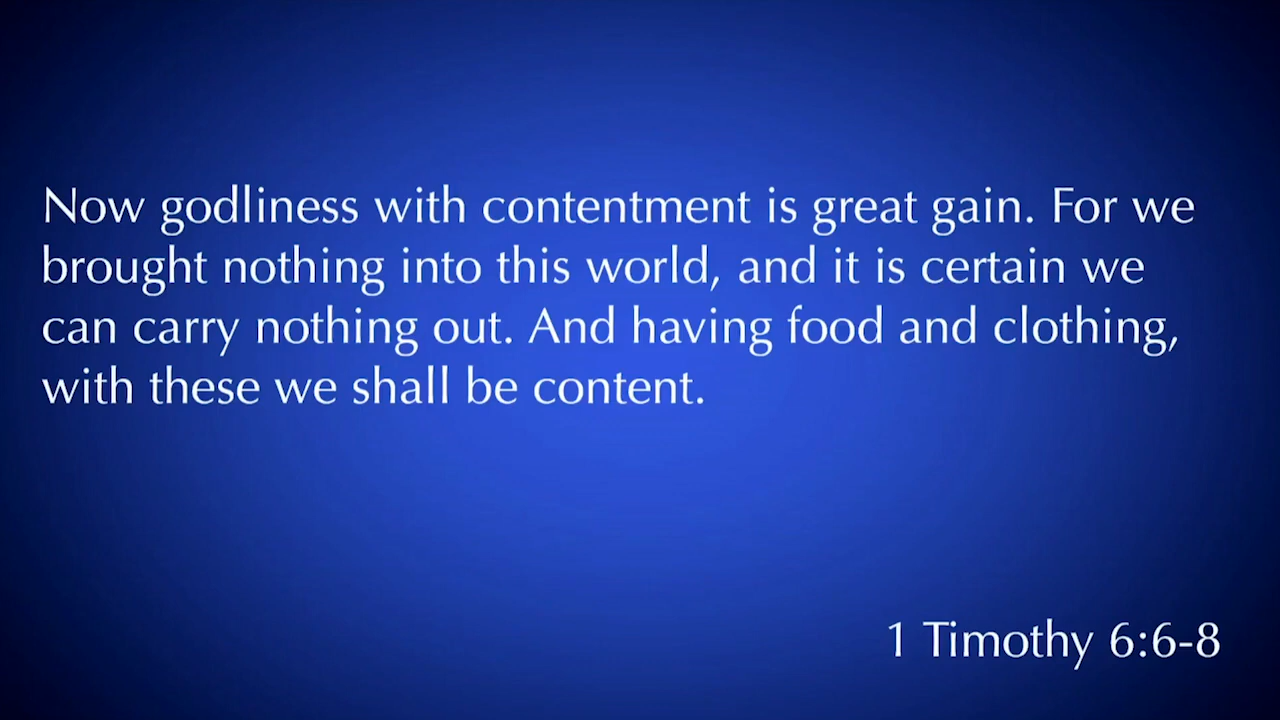 Now godliness with contentment is great gain. For we
brought nothing into this world, and it is certain we
can carry nothing out. And having food and clothing,
with these we shall be content.
1 Timothy 6:6-8